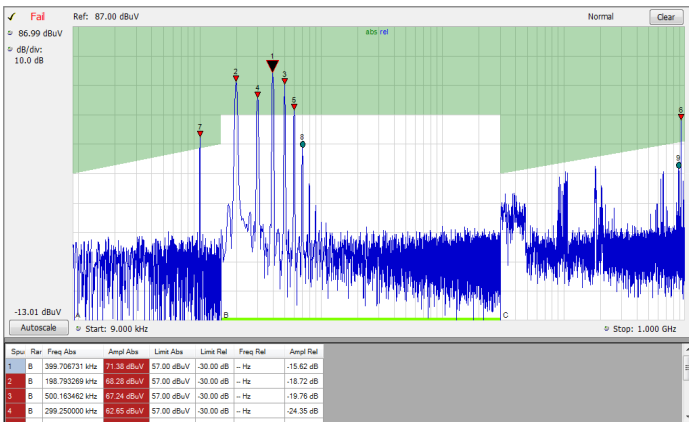 ✓ Fail Ref: 87.00 dBuV Normal Clear
86.99 dBuV
abs rel
dB/div:
10.0 dB
1
2
3
4
5
6
7
8
9
-13.01 dBuV
A B C
Autoscale Start: 9.000 kHz Stop: 1.000 GHz
Spu Rar Freq Abs Ampl Abs Limit Abs Limit Rel Freq Rel Ampl Rel
1 B 399.706731 kHz 71.38 dBuV 57.00 dBuV -30.00 dB -- Hz -15.62 dB
2 B 198.793269 kHz 68.28 dBuV 57.00 dBuV -30.00 dB -- Hz -18.72 dB
3 B 500.163462 kHz 67.24 dBuV 57.00 dBuV -30.00 dB -- Hz -19.76 dB
4 B 299.250000 kHz 62.65 dBuV 57.00 dBuV -30.00 dB -- Hz -24.35 dB